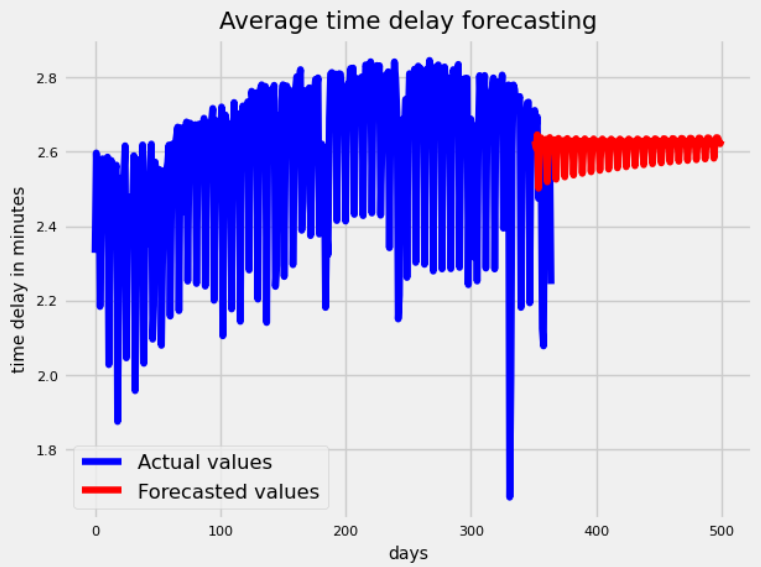 Average time delay forecasting
time delay in minutes
2.8
2.6
2.4
2.2
2.0
1.8
Actual values
Forecasted values
0
100
200
300
400
500
days